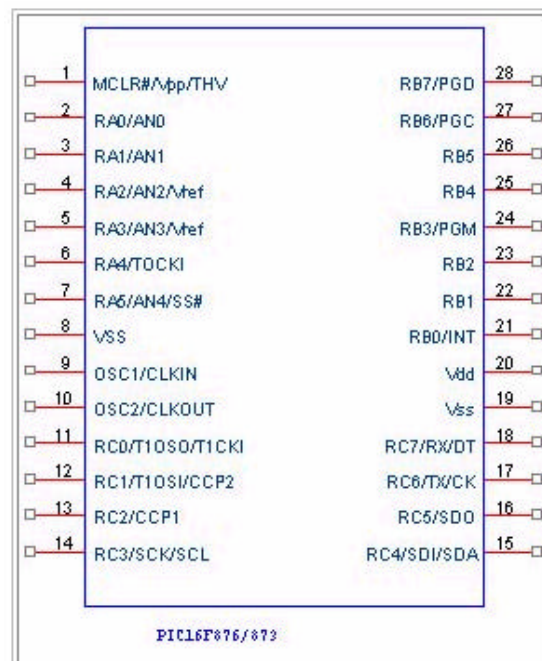 1 MCLR#/Vpp/THV RB7/PGD 28
2 RA0/AN0 RB6/PGC 27
3 RA1/AN1 RB5 26
4 RA2/AN2/Vref RB4 25
5 RA3/AN3/Vref RB3/PGM 24
6 RA4/TOCKI RB2 23
7 RA5/AN4/SS# RB1 22
8 VSS RB0/INT 21
9 OSC1/CLKIN Vdd 20
10 OSC2/CLKOUT Vss 19
11 RC0/T1OSO/T1CKI RC7/RX/DT 18
12 RC1/T1OSI/CCP2 RC6/TX/CK 17
13 RC2/CCP1 RC5/SDO 16
14 RC3/SCK/SCL RC4/SDI/SDA 15
PIC16F876/873